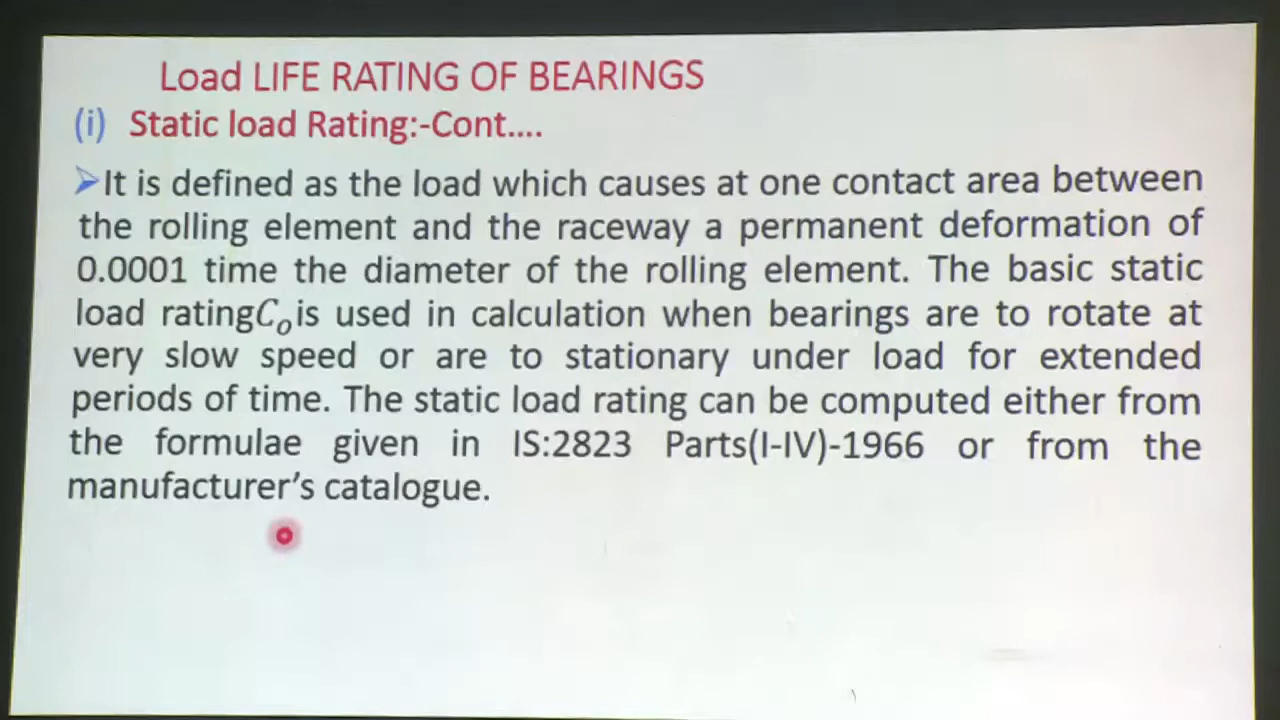 Load LIFE RATING OF BEARINGS
(i) Static load Rating:-Cont....
➢It is defined as the load which causes at one contact area between
the rolling element and the raceway a permanent deformation of
0.0001 time the diameter of the rolling element. The basic static
load ratingCₒis used in calculation when bearings are to rotate at
very slow speed or are to stationary under load for extended
periods of time. The static load rating can be computed either from
the formulae given in IS:2823 Parts(I-IV)-1966 or from the
manufacturer's catalogue.